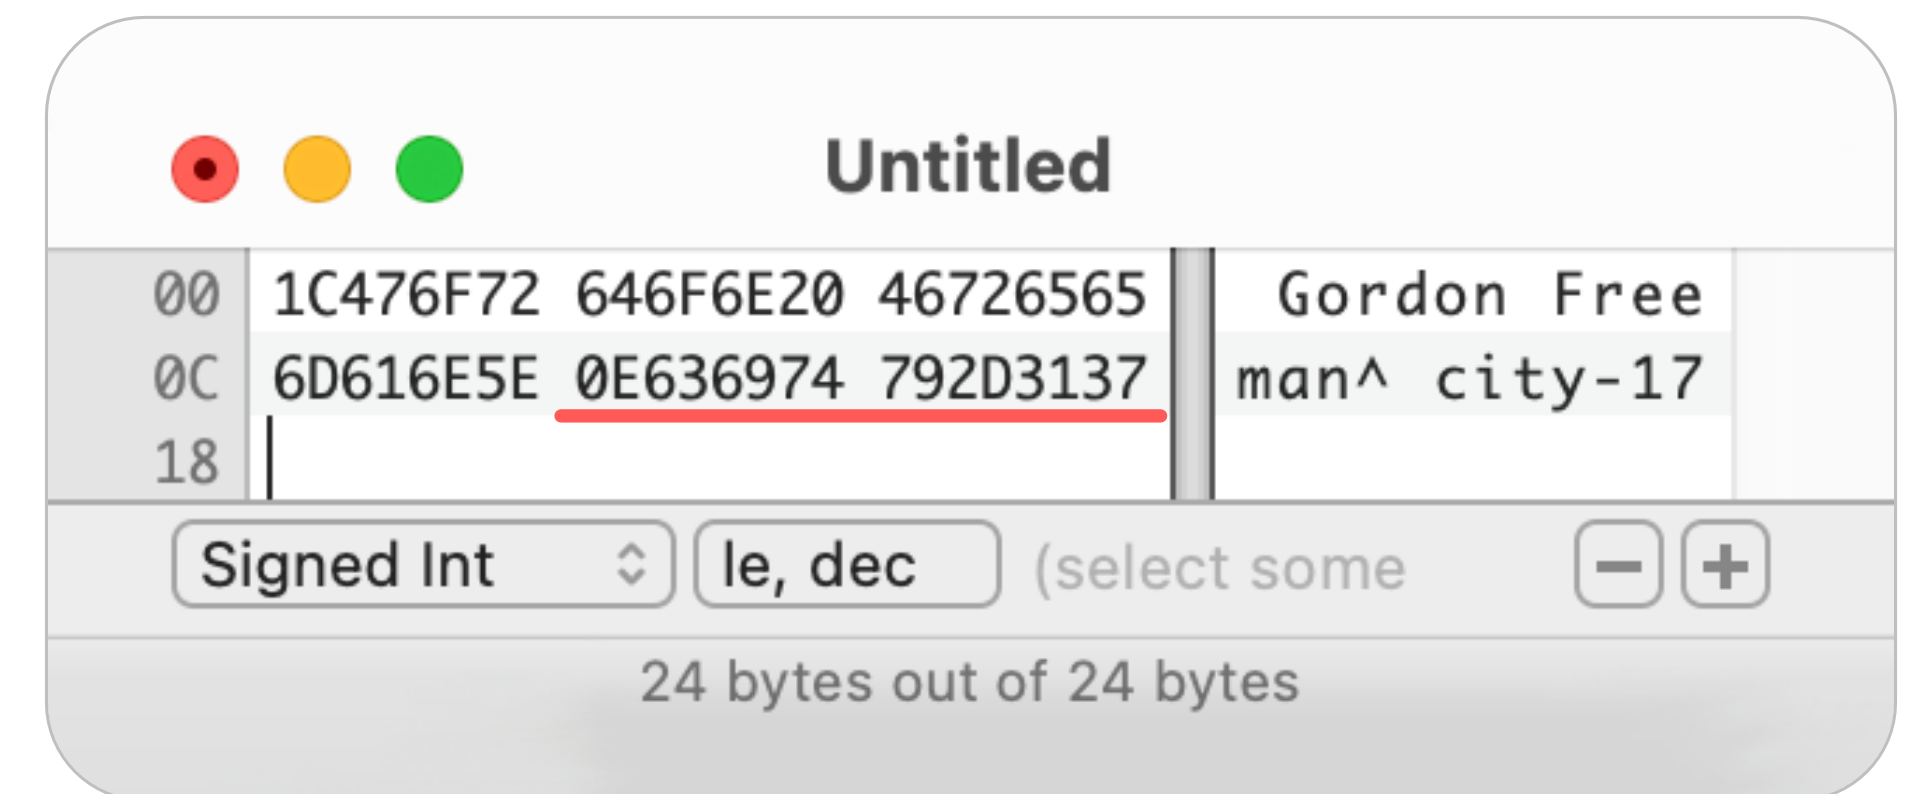 Untitled
00 1C476F72 646F6E20 46726565 Gordon Free
0C 6D616E5E 0E636974 792D3137 man^ city-17
18
Signed Int le, dec (select some
24 bytes out of 24 bytes